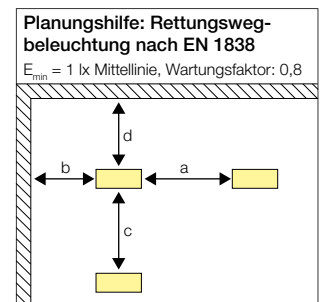 Planungshilfe: Rettungsweg-
beleuchtung nach EN 1838
Emin = 1 lx Mittellinie, Wartungsfaktor: 0,8
d
b
a
c